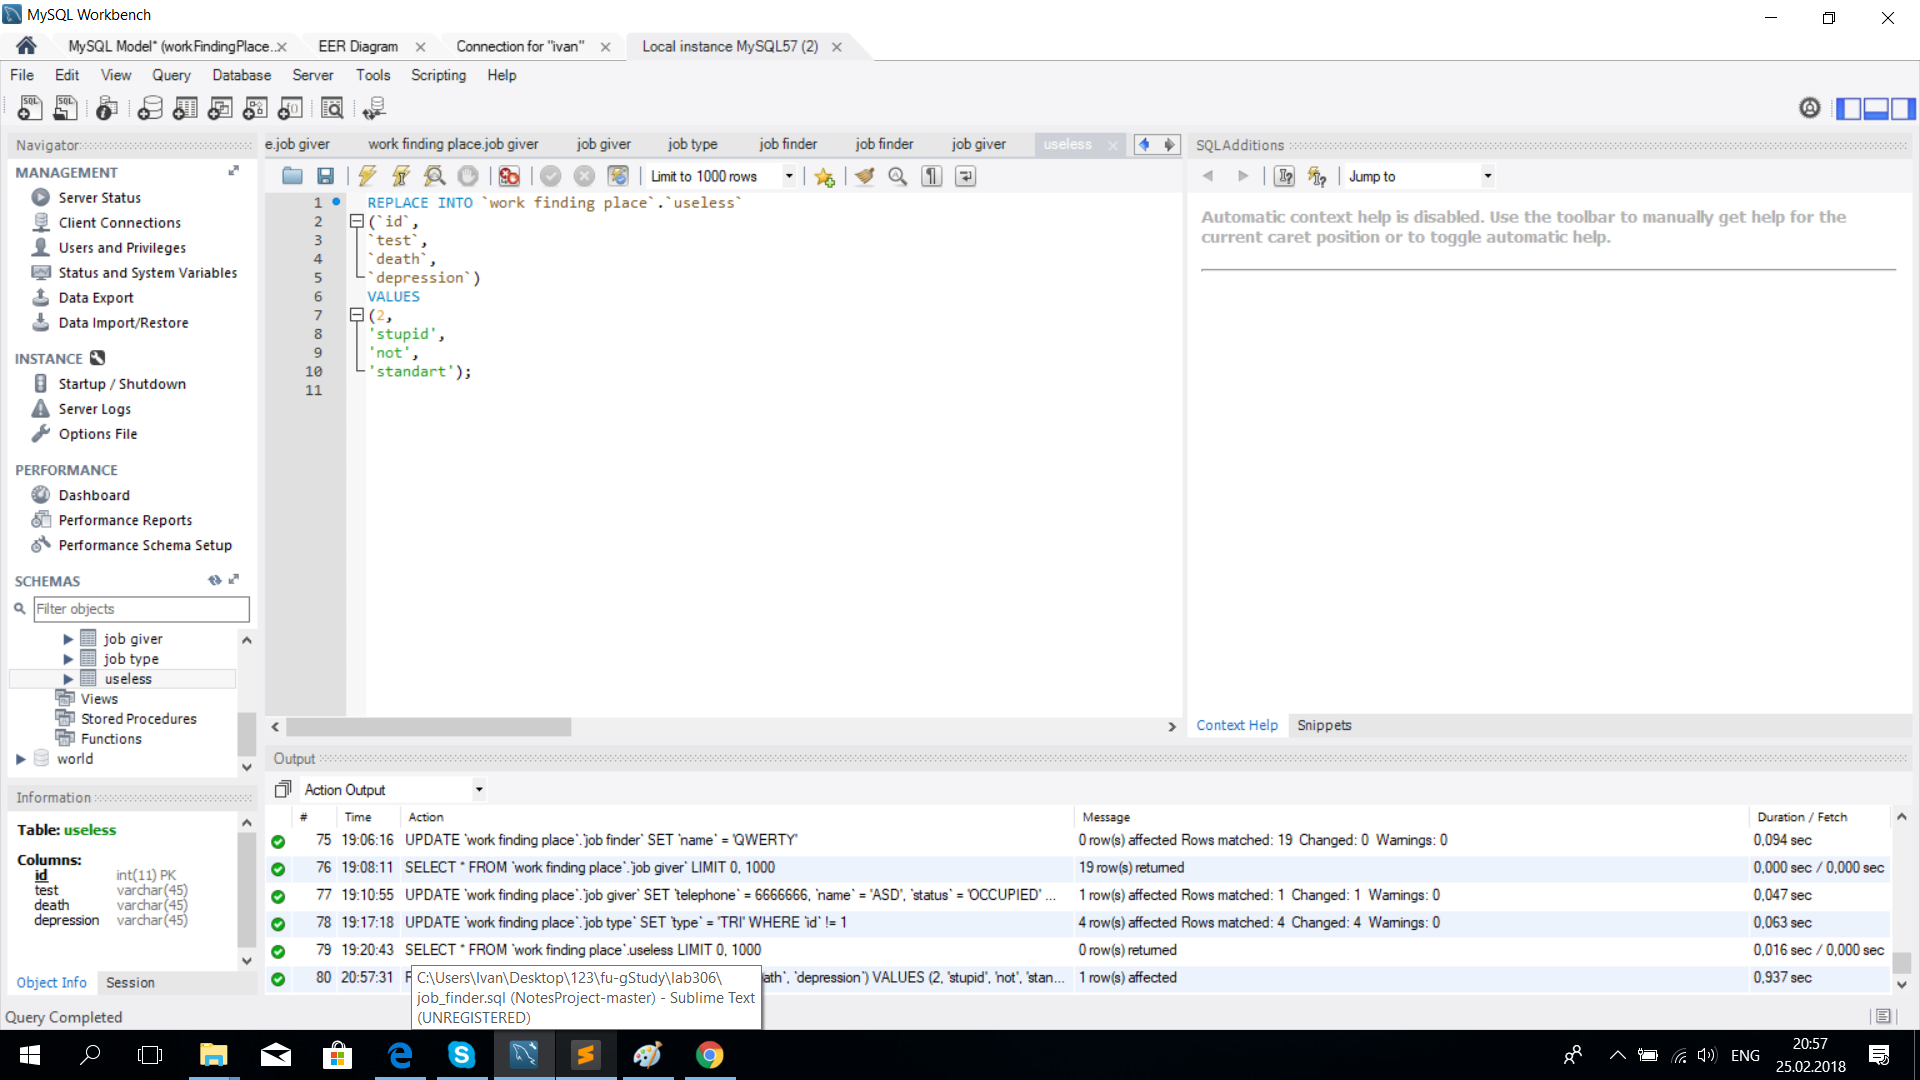 MySQL Workbench
MySQL Model* (workFindingPlace...
EER Diagram
Connection for "ivan"
Local instance MySQL57 (2)
File Edit View Query Database Server Tools Scripting Help
Navigator
MANAGEMENT
Server Status
Client Connections
Users and Privileges
Status and System Variables
Data Export
Data Import/Restore
INSTANCE
Startup / Shutdown
Server Logs
Options File
PERFORMANCE
Dashboard
Performance Reports
Performance Schema Setup
SCHEMAS
Filter objects
job giver
job type
useless
Views
Stored Procedures
Functions
world
Information
Table: useless
Columns:
id int(11) PK
test varchar(45)
death varchar(45)
depression varchar(45)
Object Info Session
e.job giver work finding place.job giver job giver job type job finder job finder job giver useless
Limit to 1000 rows
1 REPLACE INTO `work finding place`.`useless`
2 (`id`,
3 `test`,
4 `death`,
5 `depression`)
6 VALUES
7 (2,
8 'stupid',
9 'not',
10 'standart');
11
SQLAdditions
Jump to
Automatic context help is disabled. Use the toolbar to manually get help for the
current caret position or to toggle automatic help.
Context Help Snippets
Output
Action Output
# Time Action Message Duration / Fetch
75 19:06:16 UPDATE `work finding place`.`job finder` SET `name` = 'QWERTY' 0 row(s) affected Rows matched: 19 Changed: 0 Warnings: 0 0,094 sec
76 19:08:11 SELECT * FROM `work finding place`.`job giver` LIMIT 0, 1000 19 row(s) returned 0,000 sec / 0,000 sec
77 19:10:55 UPDATE `work finding place`.`job giver` SET `telephone` = 6666666, `name` = 'ASD', `status` = 'OCCUPIED' ... 1 row(s) affected Rows matched: 1 Changed: 1 Warnings: 0 0,047 sec
78 19:17:18 UPDATE `work finding place`.`job type` SET `type` = 'TRI' WHERE `id` != 1 4 row(s) affected Rows matched: 4 Changed: 4 Warnings: 0 0,063 sec
79 19:20:43 SELECT * FROM `work finding place`.useless LIMIT 0, 1000 0 row(s) returned 0,016 sec / 0,000 sec
80 20:57:31 ath`, `depression`) VALUES (2, 'stupid', 'not', 'stan... 1 row(s) affected 0,937 sec
C:\Users\Ivan\Desktop\123\fu-gStudy\lab306\
job_finder.sql (NotesProject-master) - Sublime Text
(UNREGISTERED)
Query Completed
ENG
20:57
25.02.2018